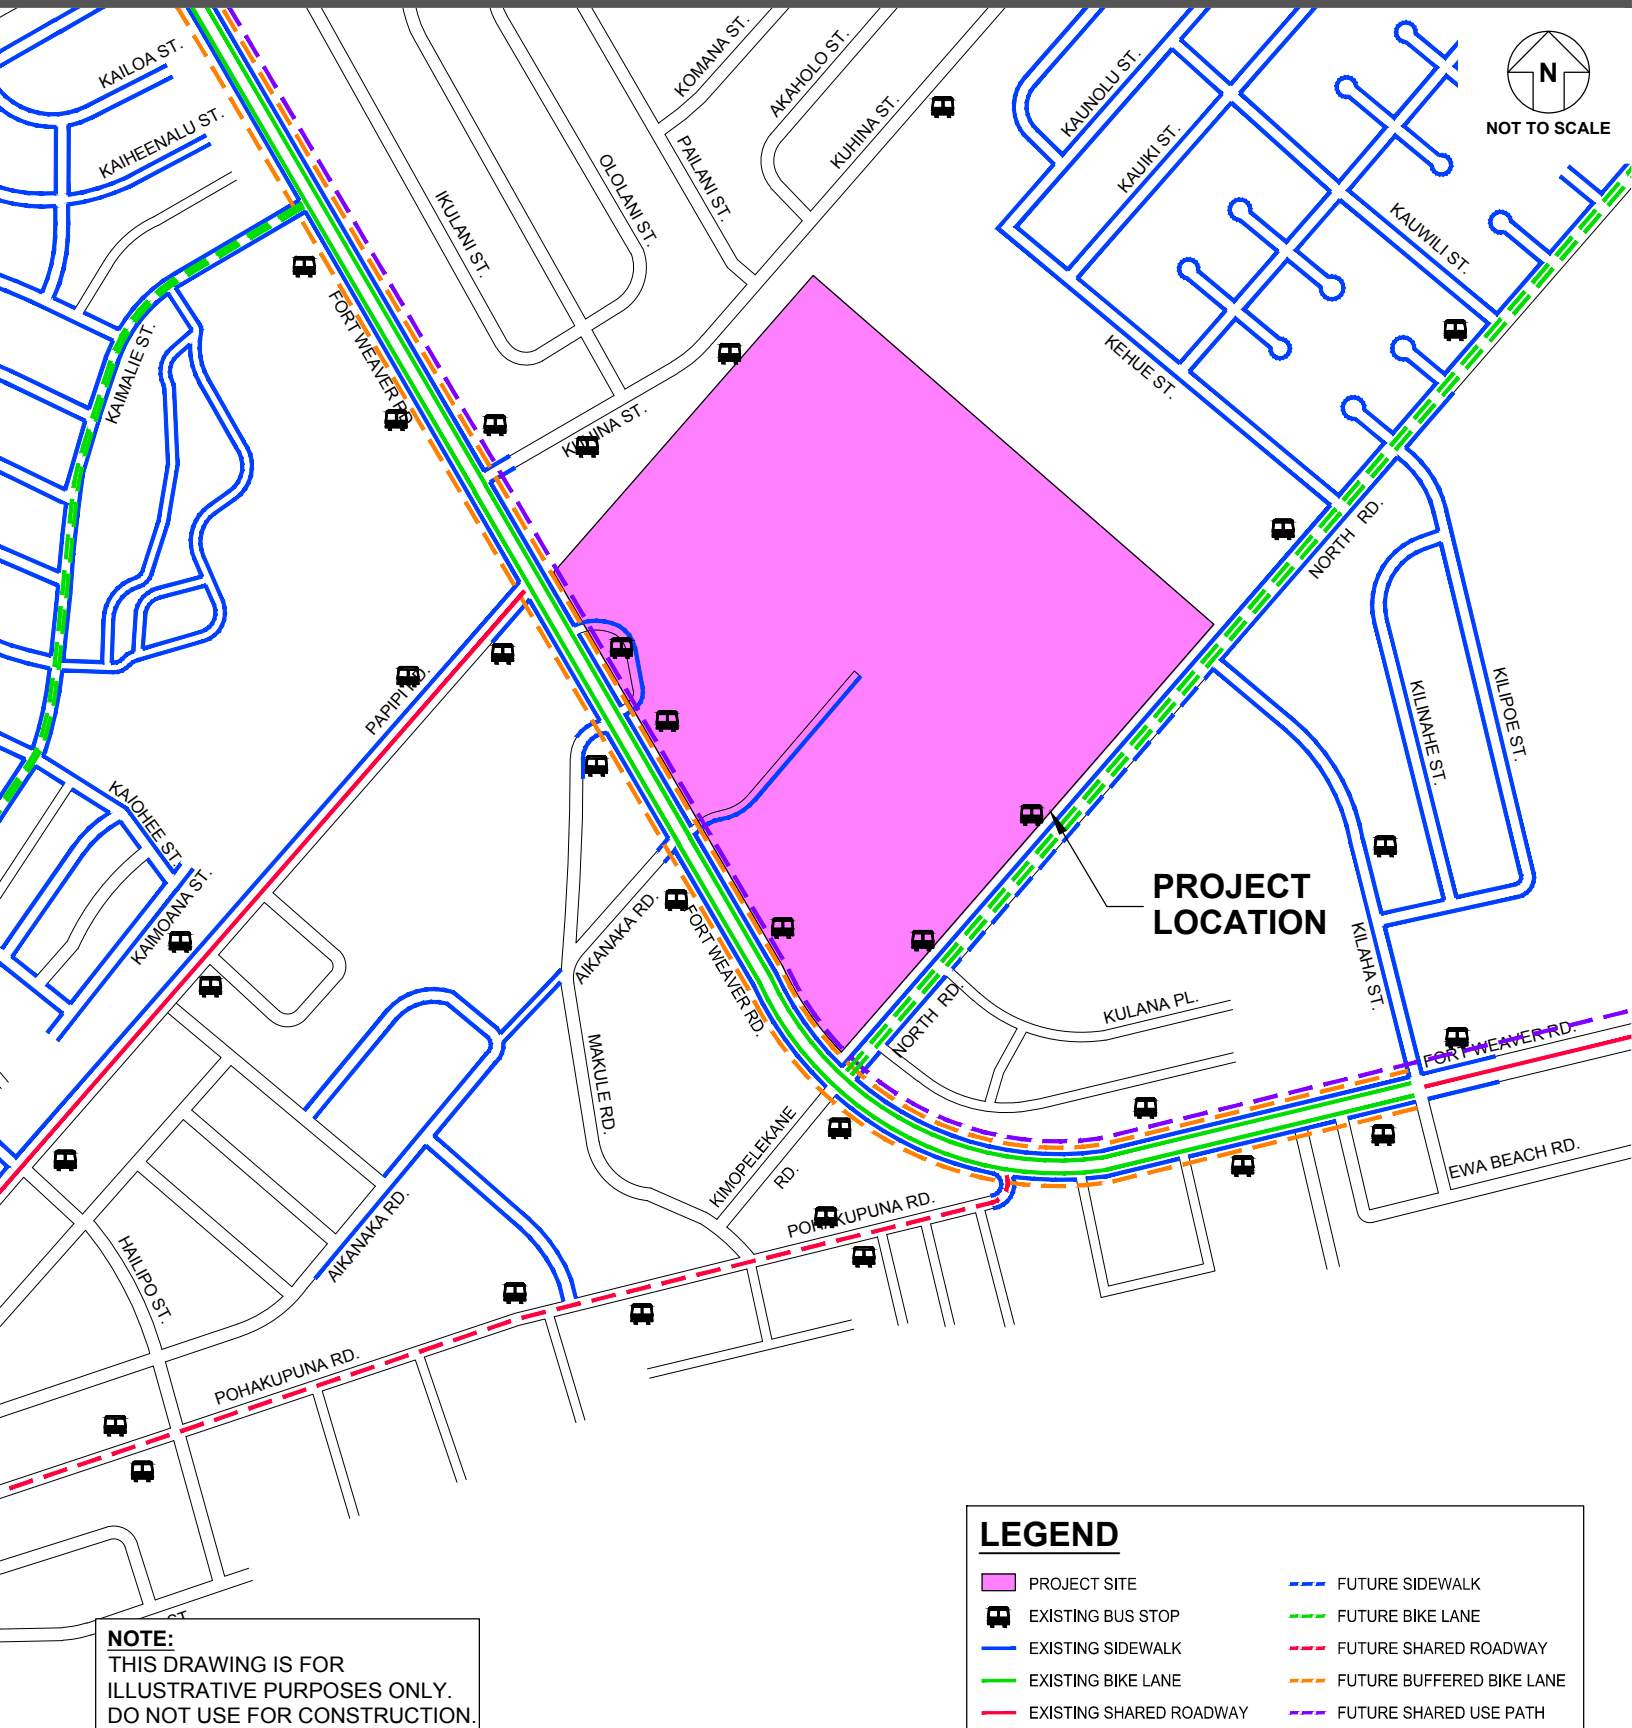 KAILOA ST.
KAIHEENALU ST.
KOMANA ST.
AKAHOLO ST.
KUHINA ST.
PAILANI ST.
OLOLANI ST.
IKULANI ST.
KAUNOLU ST.
KAUIKI ST.
KAUWILI ST.
N
NOT TO SCALE
FORT WEAVER RD.
KAIMALIE ST.
KUHINA ST.
KEHUE ST.
NORTH RD.
PAPIPI RD.
KILINAHE ST.
KILIPOE ST.
KAIOHEE ST.
KAIMOANA ST.
AIKANAKA RD.
FORT WEAVER RD.
PROJECT
LOCATION
KILAHA ST.
NORTH RD.
KULANA PL.
FORT WEAVER RD.
MAKULE RD.
KIMOPELEKANE
RD.
POHAKUPUNA RD.
EWA BEACH RD.
AIKANAKA RD.
HAILIPO ST.
POHAKUPUNA RD.
ST
NOTE:
THIS DRAWING IS FOR
ILLUSTRATIVE PURPOSES ONLY.
DO NOT USE FOR CONSTRUCTION.
LEGEND
PROJECT SITE
EXISTING BUS STOP
EXISTING SIDEWALK
EXISTING BIKE LANE
EXISTING SHARED ROADWAY
FUTURE SIDEWALK
FUTURE BIKE LANE
FUTURE SHARED ROADWAY
FUTURE BUFFERED BIKE LANE
FUTURE SHARED USE PATH